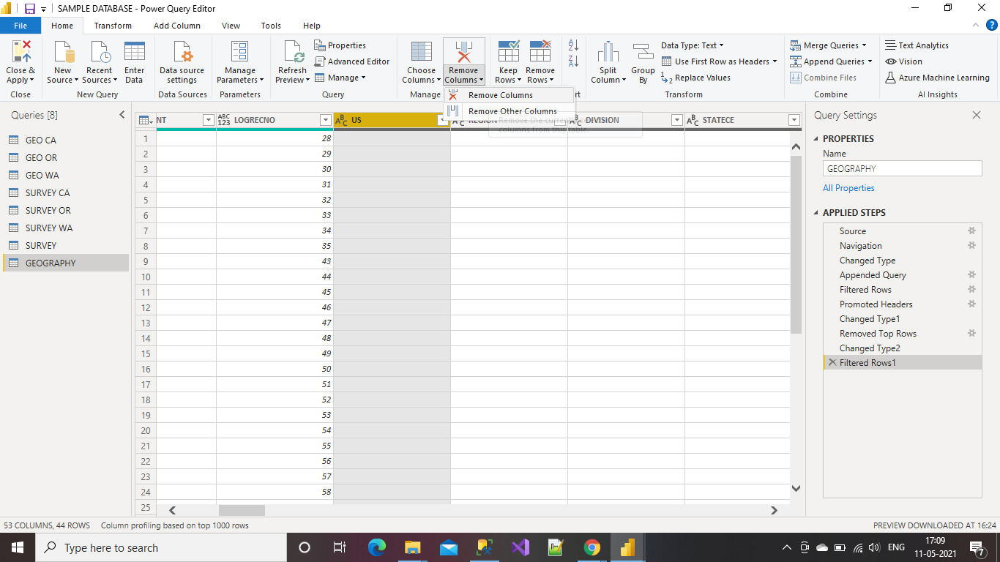 SAMPLE DATABASE - Power Query Editor
File Home Transform Add Column View Tools Help
Close & Apply
New Source
Recent Sources
Enter Data
Data source settings
Manage Parameters
Refresh Preview
Properties
Advanced Editor
Manage
Choose Columns
Remove Columns
Keep Rows
Remove Rows
Split Column
Group By
Data Type: Text
Use First Row as Headers
Replace Values
Merge Queries
Append Queries
Combine Files
Text Analytics
Vision
Azure Machine Learning
Close New Query Data Sources Parameters Query Manage rt Transform Combine AI Insights
Remove Columns
Remove Other Columns
Remove the currently
columns from this table.
Queries [8]
GEO CA
GEO OR
GEO WA
SURVEY CA
SURVEY OR
SURVEY WA
SURVEY
GEOGRAPHY
NT ABC 123 LOGRECNO ABC US ABC REGION ABC DIVISION ABC STATECE
1 28
2 29
3 30
4 31
5 32
6 33
7 34
8 35
9 43
10 44
11 45
12 46
13 47
14 48
15 49
16 50
17 51
18 52
19 53
20 54
21 55
22 56
23 57
24 58
25
Query Settings
PROPERTIES
Name
GEOGRAPHY
All Properties
APPLIED STEPS
Source
Navigation
Changed Type
Appended Query
Filtered Rows
Promoted Headers
Changed Type1
Removed Top Rows
Changed Type2
Filtered Rows1
53 COLUMNS, 44 ROWS Column profiling based on top 1000 rows PREVIEW DOWNLOADED AT 16:24
Type here to search
ENG
17:09
11-05-2021
7